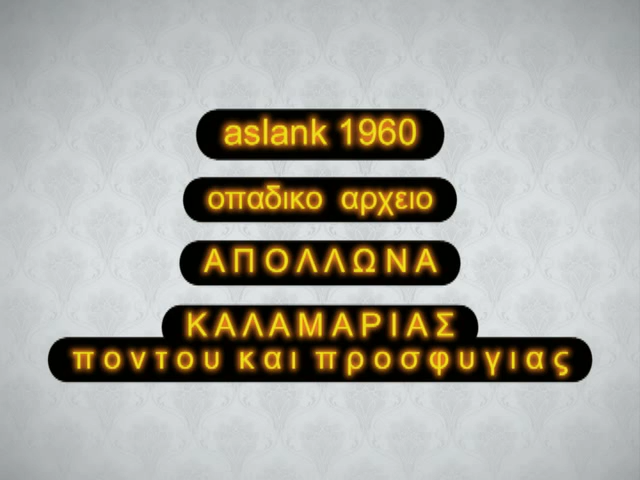 aslank 1960
οπαδικο αρχειο
ΑΠΟΛΛΩΝΑ
ΚΑΛΑΜΑΡΙΑΣ
ποντου και προσφυγιας